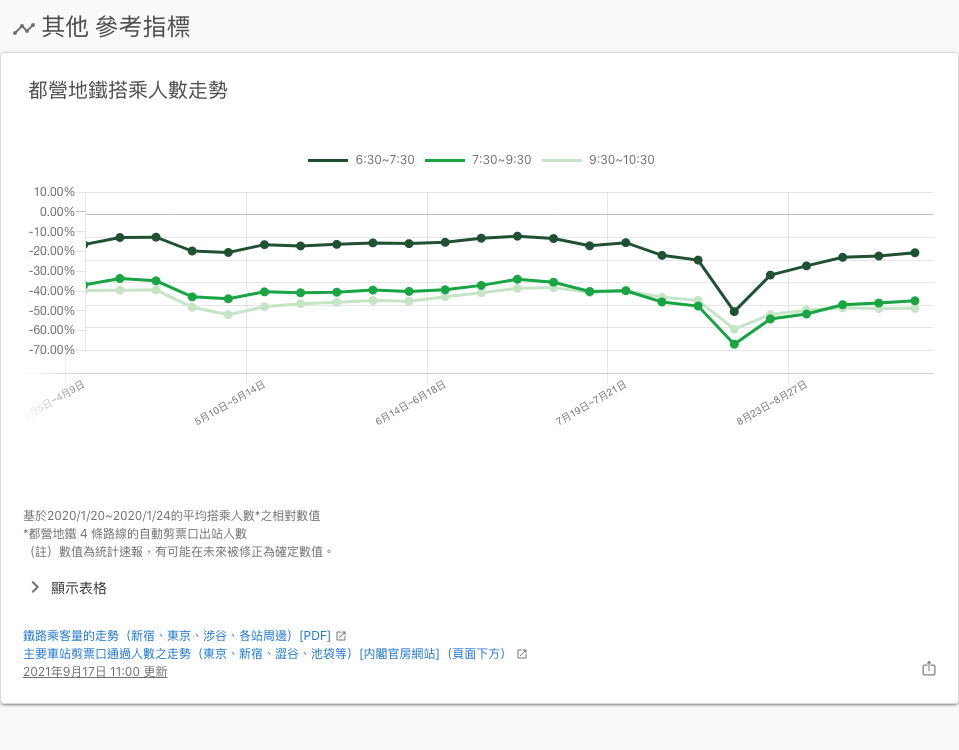 其他 參考指標
都營地鐵搭乘人數走勢
6:30~7:30 7:30~9:30 9:30~10:30
10.00%
0.00%
-10.00%
-20.00%
-30.00%
-40.00%
-50.00%
-60.00%
-70.00%
月5日~4月9日 5月10日~5月14日 6月14日~6月18日 7月19日~7月21日 8月23日~8月27日
基於2020/1/20~2020/1/24的平均搭乘人數*之相對數值
*都營地鐵 4 條路線的自動剪票口出站人數
（註）數值為統計速報，有可能在未來被修正為確定數值。
顯示表格
鐵路乘客量的走勢（新宿、東京、涉谷、各站周邊）[PDF]
主要車站剪票口通過人數之走勢（東京、新宿、澀谷、池袋等）[内閣官房網站]（頁面下方）
2021年9月17日 11:00 更新